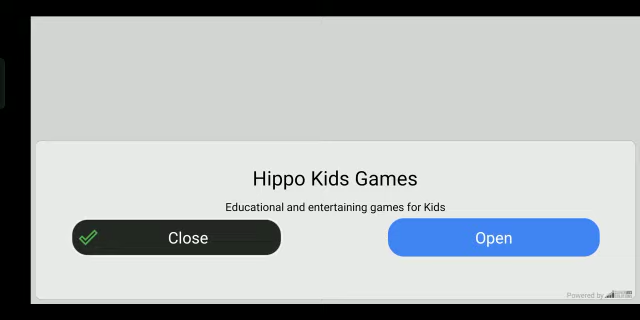 Hippo Kids Games
Educational and entertaining games for Kids
Close
Open
Powered by